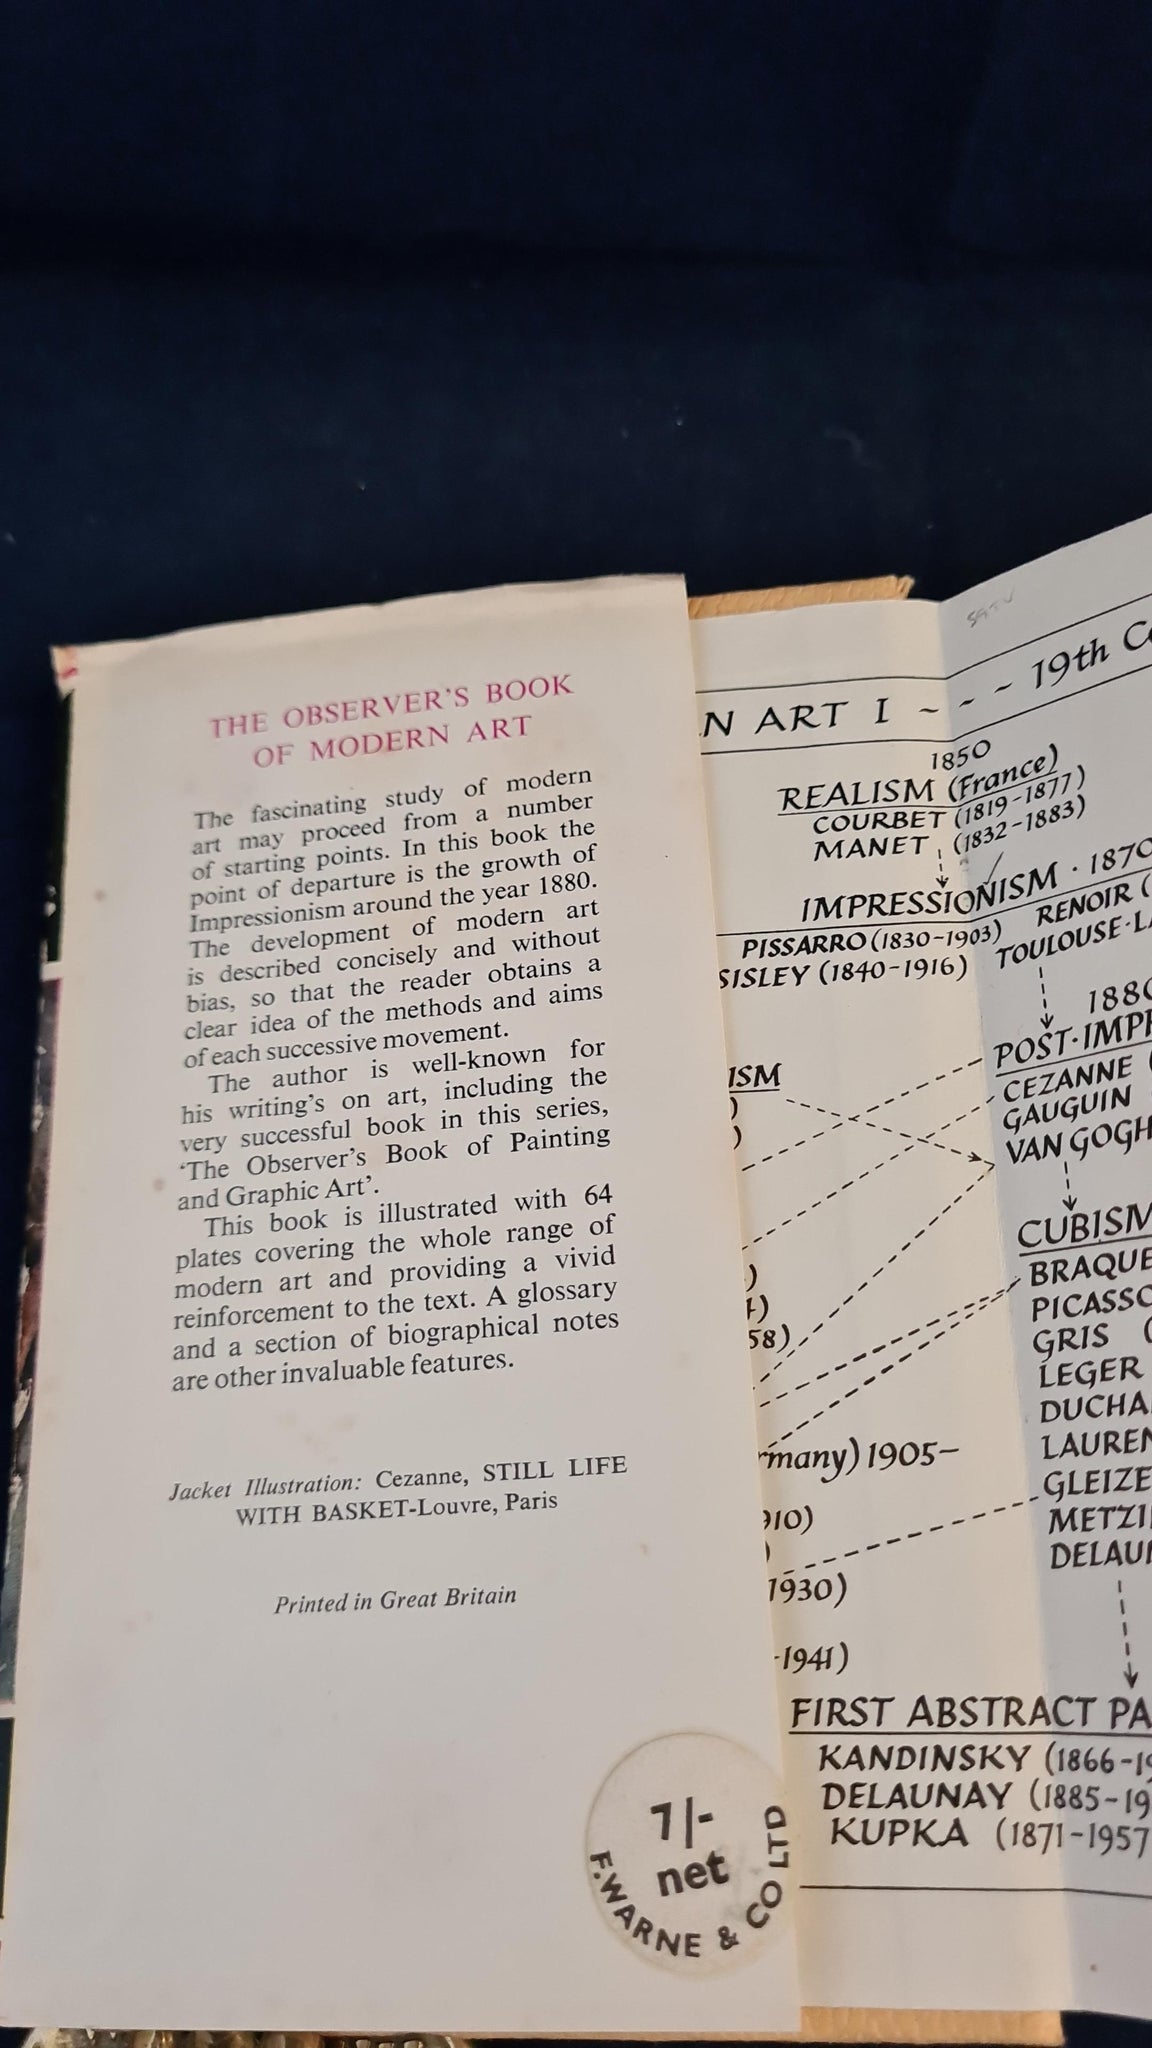 THE OBSERVER'S BOOK
OF MODERN ART
The fascinating study of modern
art may proceed from a number
of starting points. In this book the
point of departure is the growth of
Impressionism around the year 1880.
The development of modern art
is described concisely and without
bias, so that the reader obtains a
clear idea of the methods and aims
of each successive movement.
The author is well-known for
his writing's on art, including the
very successful book in this series,
'The Observer's Book of Painting
and Graphic Art'.
This book is illustrated with 64
plates covering the whole range of
modern art and providing a vivid
reinforcement to the text. A glossary
and a section of biographical notes
are other invaluable features.
Jacket Illustration: Cezanne, STILL LIFE
WITH BASKET-Louvre, Paris
Printed in Great Britain
7/-
net
F. WARNE & CO LTD
N ART I ~ ~ ~ 19th C
1850
REALISM (France)
COURBET (1819-1877)
MANET (1832-1883)
IMPRESSIONISM · 1870
PISSARRO (1830-1903) RENOIR (
SISLEY (1840-1916) TOULOUSE-LA
1880
POST-IMPR
ISM
CEZANNE (
) GAUGUIN
) VAN GOGH
CUBISM
BRAQUE
) PICASSO
4) GRIS (
58) LEGER
DUCHA
LAUREN
rmany) 1905-
GLEIZE
910) METZI
) DELAU
1930)
-1941)
FIRST ABSTRACT PA
KANDINSKY (1866-19
DELAUNAY (1885-19
KUPKA (1871-1957